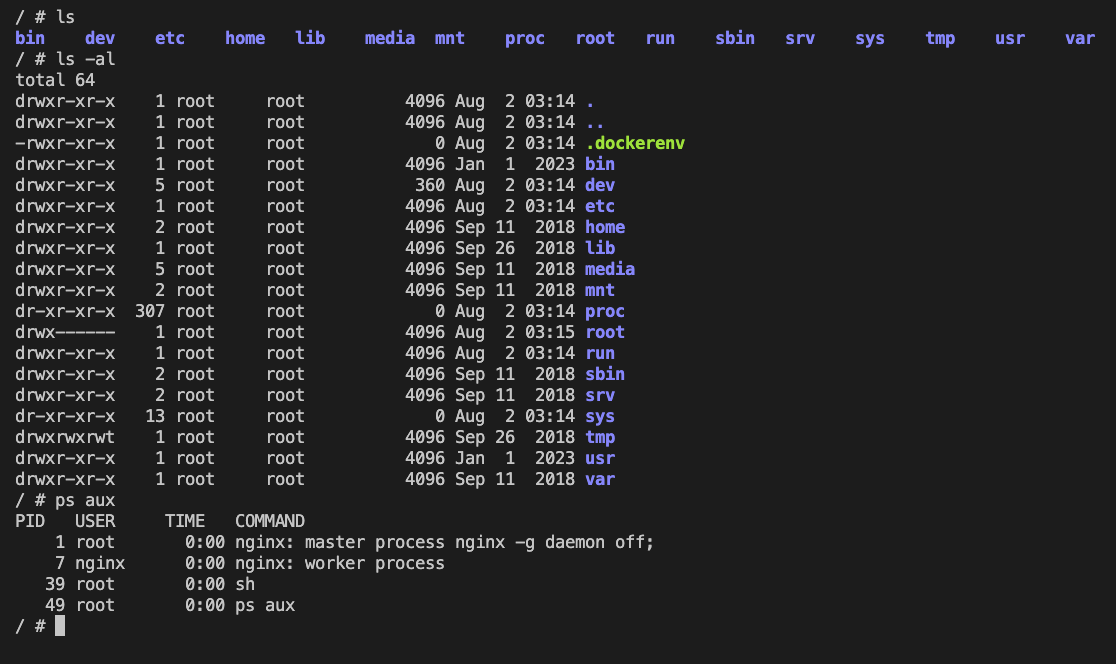 / # ls
bin    dev    etc    home   lib    media  mnt    proc   root   run    sbin   srv    sys    tmp    usr    var
/ # ls -al
total 64
drwxr-xr-x    1 root     root          4096 Aug  2 03:14 .
drwxr-xr-x    1 root     root          4096 Aug  2 03:14 ..
-rwxr-xr-x    1 root     root             0 Aug  2 03:14 .dockerenv
drwxr-xr-x    1 root     root          4096 Jan  1  2023 bin
drwxr-xr-x    5 root     root           360 Aug  2 03:14 dev
drwxr-xr-x    1 root     root          4096 Aug  2 03:14 etc
drwxr-xr-x    2 root     root          4096 Sep 11  2018 home
drwxr-xr-x    1 root     root          4096 Sep 26  2018 lib
drwxr-xr-x    5 root     root          4096 Sep 11  2018 media
drwxr-xr-x    2 root     root          4096 Sep 11  2018 mnt
dr-xr-xr-x  307 root     root             0 Aug  2 03:14 proc
drwx------    1 root     root          4096 Aug  2 03:15 root
drwxr-xr-x    1 root     root          4096 Aug  2 03:14 run
drwxr-xr-x    2 root     root          4096 Sep 11  2018 sbin
drwxr-xr-x    2 root     root          4096 Sep 11  2018 srv
dr-xr-xr-x   13 root     root             0 Aug  2 03:14 sys
drwxrwxrwt    1 root     root          4096 Sep 26  2018 tmp
drwxr-xr-x    1 root     root          4096 Jan  1  2023 usr
drwxr-xr-x    1 root     root          4096 Sep 11  2018 var
/ # ps aux
PID   USER     TIME   COMMAND
    1 root       0:00 nginx: master process nginx -g daemon off;
    7 nginx      0:00 nginx: worker process
   39 root       0:00 sh
   49 root       0:00 ps aux
/ #